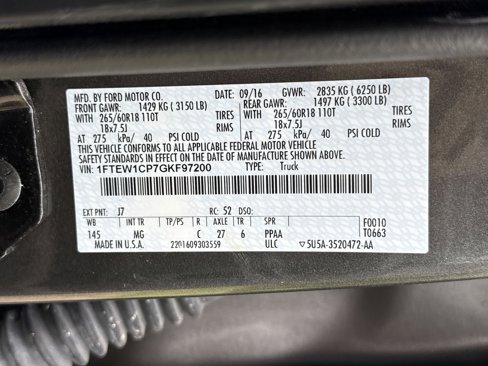 MFD. BY FORD MOTOR CO. DATE: 09/16 GVWR: 2835 KG ( 6250 LB)
FRONT GAWR: 1429 KG ( 3150 LB) REAR GAWR: 1497 KG ( 3300 LB)
WITH 265/60R18 110T TIRES WITH 265/60R18 110T TIRES
18x7.5J RIMS 18x7.5J RIMS
AT 275 kPa/ 40 PSI COLD AT 275 kPa/ 40 PSI COLD
THIS VEHICLE CONFORMS TO ALL APPLICABLE FEDERAL MOTOR VEHICLE
SAFETY STANDARDS IN EFFECT ON THE DATE OF MANUFACTURE SHOWN ABOVE.
VIN: 1FTEW1CP7GKF97200 TYPE: Truck
EXT PNT: J7 RC: 52 DSO:
WB INT TR TP/PS R AXLE TR SPR F0010
145 MG C 27 6 PPAA T0663
MADE IN U.S.A. 2201609303559 ULC 5U5A-3520472-AA